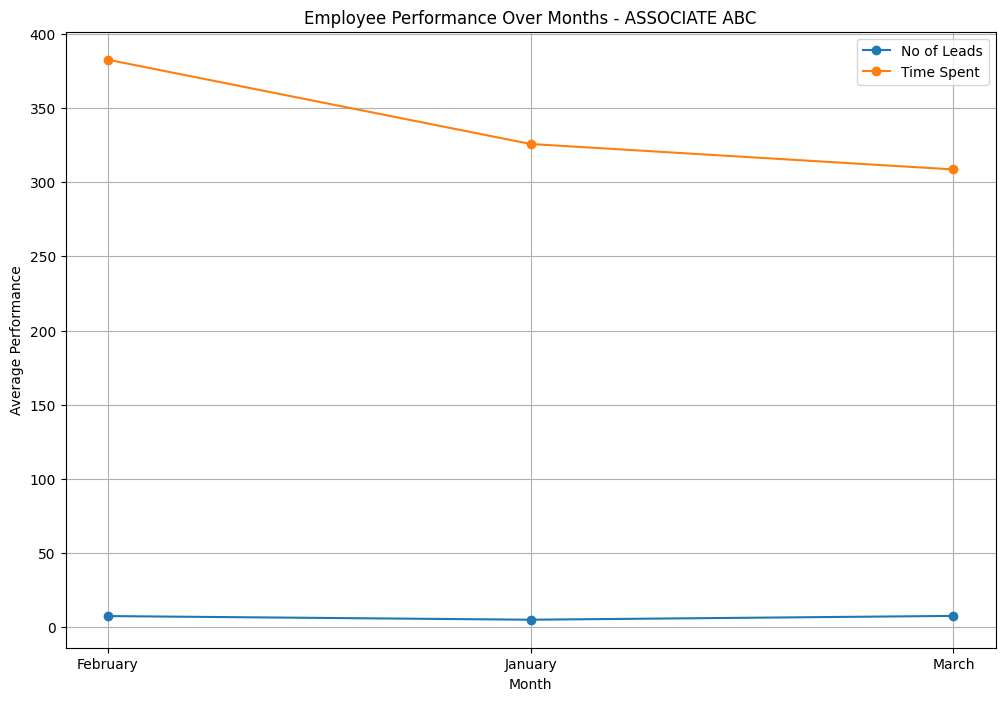 Employee Performance Over Months - ASSOCIATE ABC
No of Leads
Time Spent
Average Performance
400
350
300
250
200
150
100
50
0
February
January
March
Month